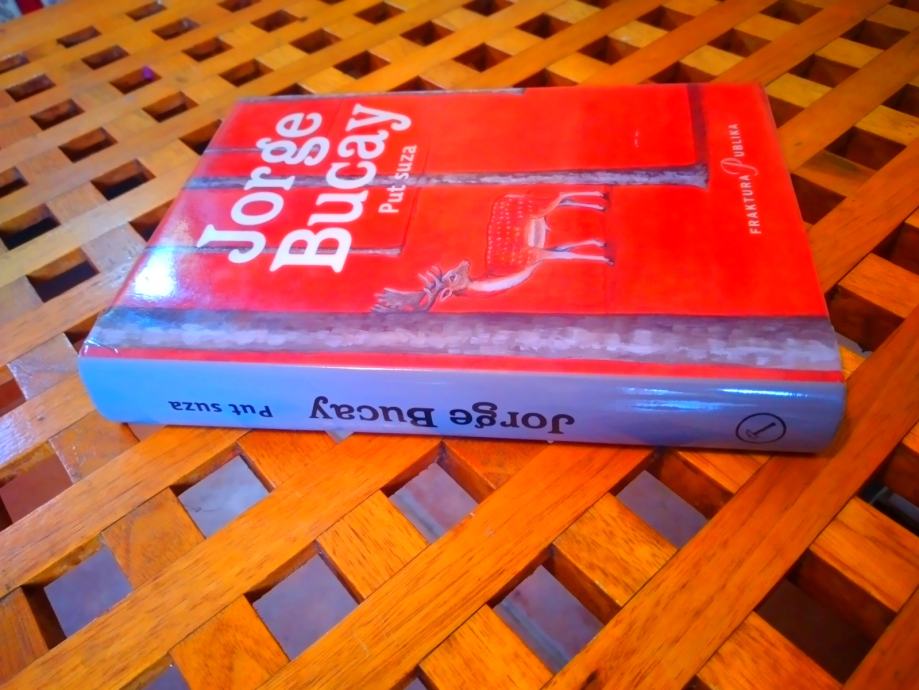 Jorge
Bucay
Put suza
FRAKTURA PUBLIKA
Jorge Bucay
Put suza